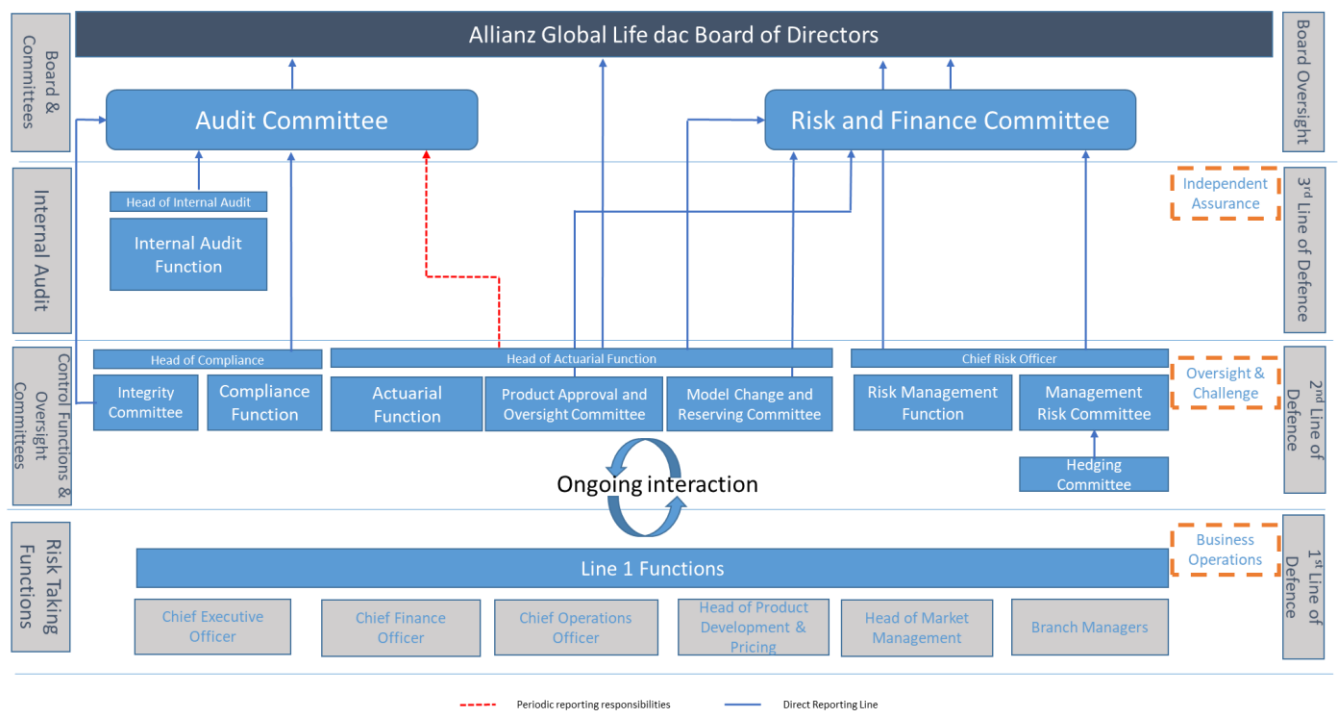 Allianz Global Life dac Board of Directors
Board &
Committees
Board Oversight
Audit Committee
Risk and Finance Committee
Internal Audit
Head of Internal Audit
Internal Audit
Function
Independent
Assurance
3rd Line of Defence
Control Functions &
Oversight
Committees
Head of Compliance
Integrity
Committee
Compliance
Function
Head of Actuarial Function
Actuarial
Function
Product Approval and
Oversight Committee
Model Change and
Reserving Committee
Chief Risk Officer
Risk Management
Function
Management
Risk Committee
Hedging
Committee
Oversight &
Challenge
2nd Line of
Defence
Ongoing interaction
Risk Taking
Functions
Line 1 Functions
Chief Executive
Officer
Chief Finance
Officer
Chief Operations
Officer
Head of Product
Development &
Pricing
Head of Market
Management
Branch Managers
Business
Operations
1st Line of
Defence
Periodic reporting responsibilities
Direct Reporting Line